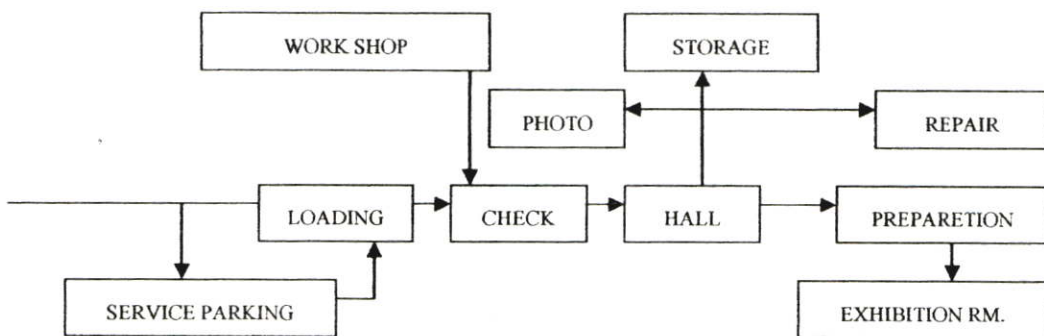 WORK SHOP
STORAGE
PHOTO
REPAIR
LOADING
CHECK
HALL
PREPARETION
SERVICE PARKING
EXHIBITION RM.